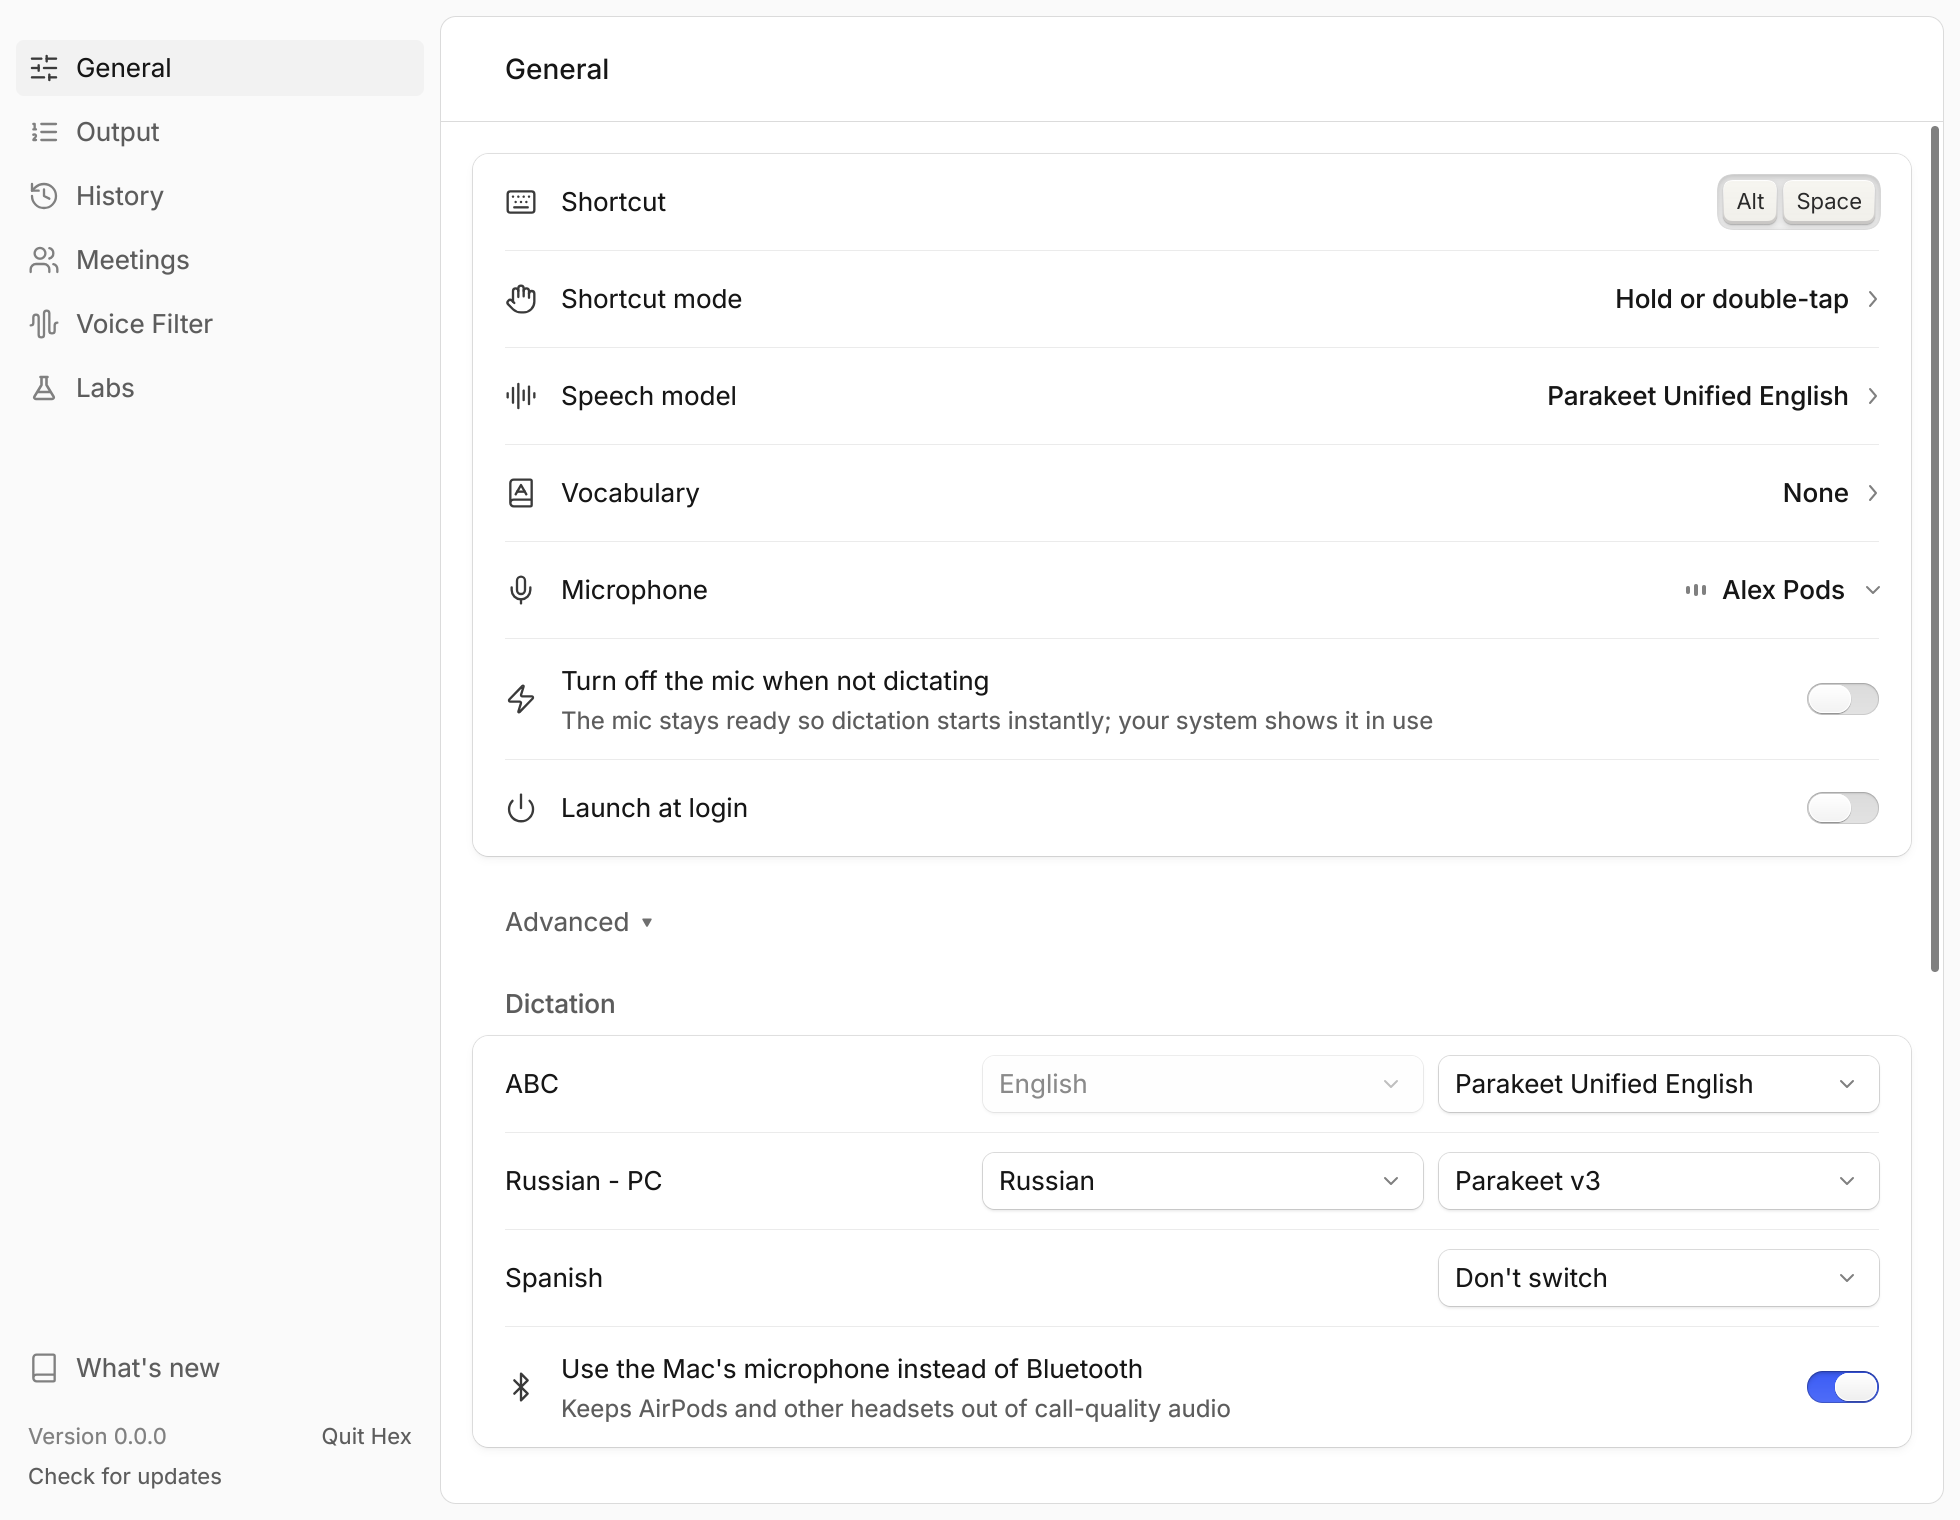 General
Output
History
Meetings
Voice Filter
Labs
What's new
Version 0.0.0
Quit Hex
Check for updates
General
Shortcut
Alt Space
Shortcut mode
Hold or double-tap
Speech model
Parakeet Unified English
Vocabulary
None
Microphone
Alex Pods
Turn off the mic when not dictating
The mic stays ready so dictation starts instantly; your system shows it in use
Launch at login
Advanced
Dictation
ABC
English
Parakeet Unified English
Russian - PC
Russian
Parakeet v3
Spanish
Don't switch
Use the Mac's microphone instead of Bluetooth
Keeps AirPods and other headsets out of call-quality audio